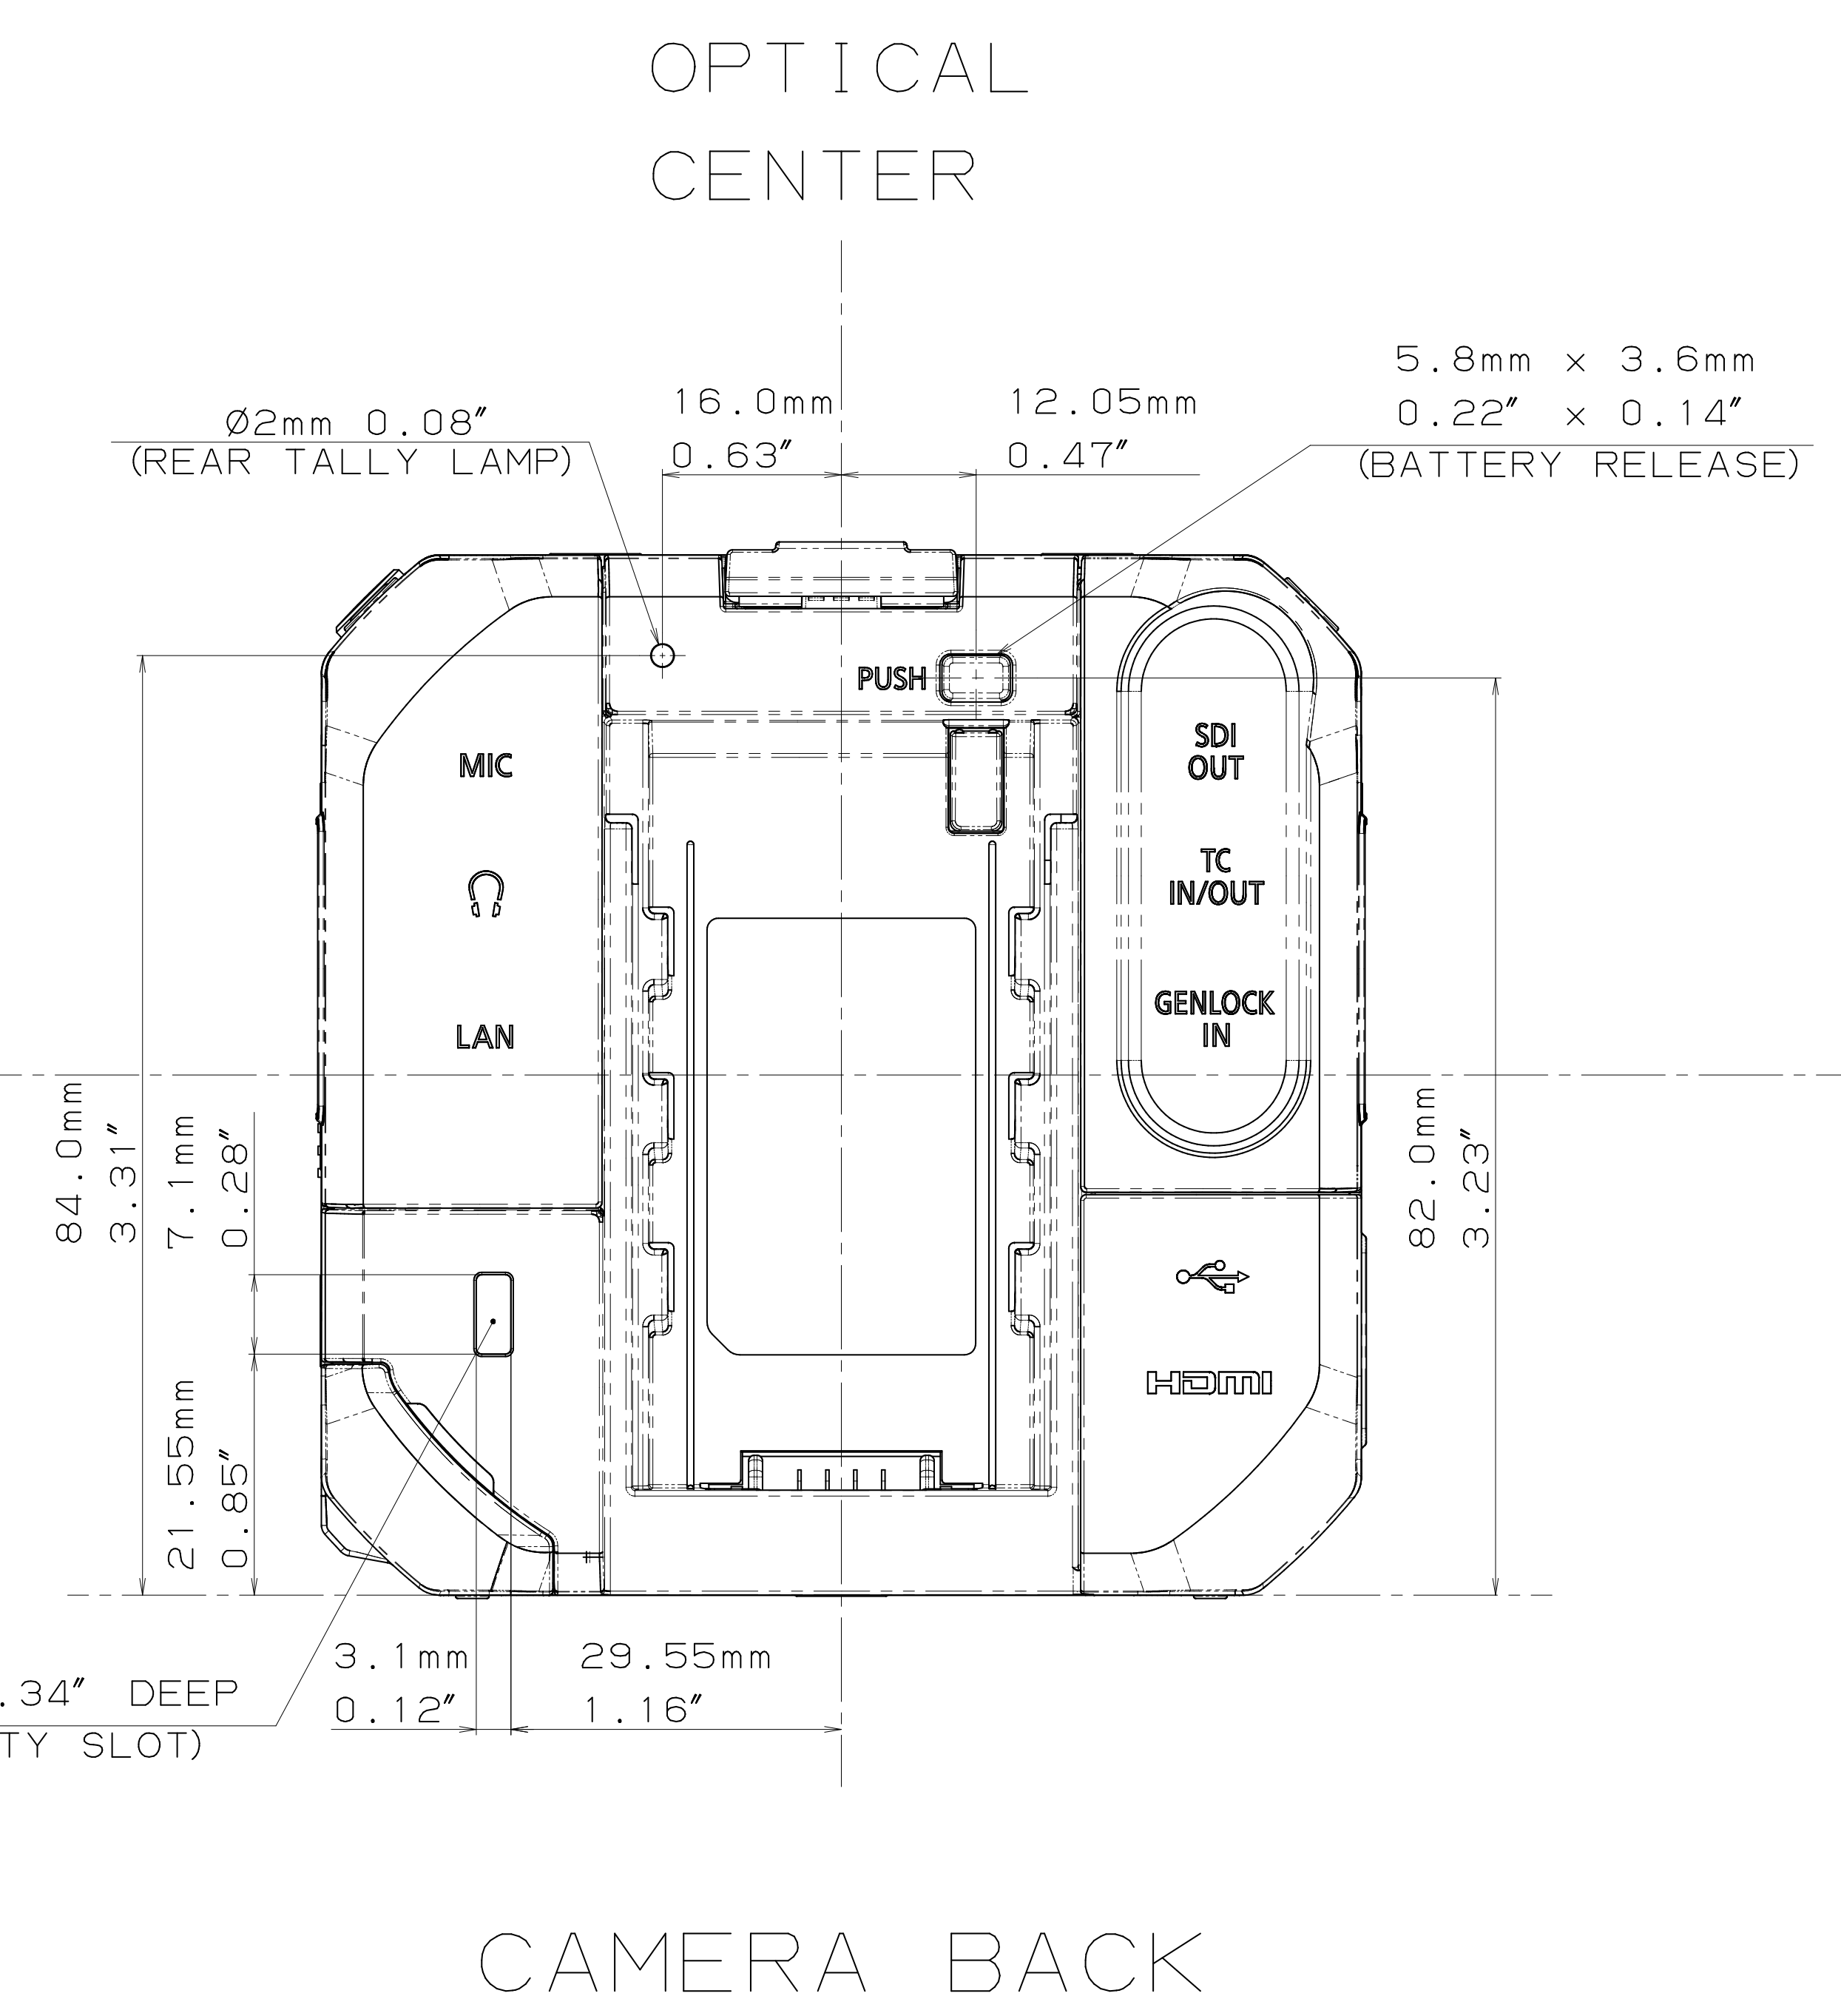 OPTICAL
CENTER
5.8mm x 3.6mm
0.22" x 0.14"
(BATTERY RELEASE)
16.0mm
0.63"
12.05mm
0.47"
Ø2mm 0.08"
(REAR TALLY LAMP)
PUSH
MIC
SDI
OUT
TC
IN/OUT
GENLOCK
IN
LAN
84.0mm
3.31"
7.1mm
0.28"
82.0mm
3.23"
HDMI
21.55mm
0.85"
3.1mm
0.12"
29.55mm
1.16"
.34" DEEP
TY SLOT)
CAMERA BACK